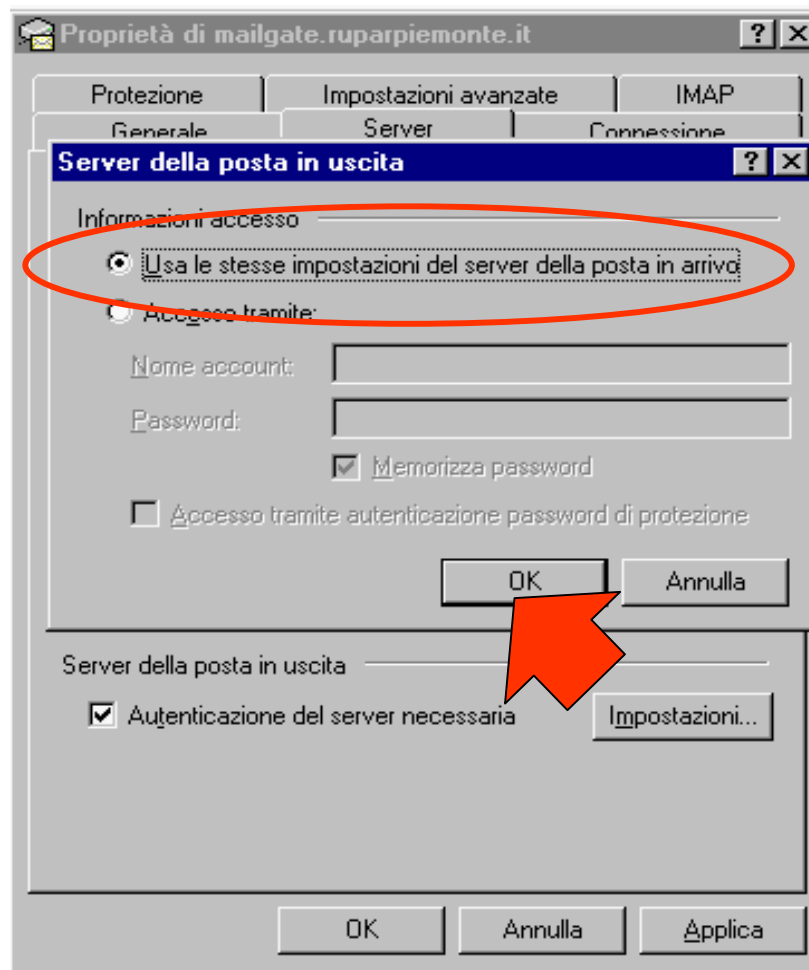 Proprietà di mailgate.ruparpiemonte.it
Protezione Impostazioni avanzate IMAP
Generale Server Connessione
Server della posta in uscita
Informazioni accesso
Usa le stesse impostazioni del server della posta in arrivo
Accesso tramite:
Nome account:
Password:
Memorizza password
Accesso tramite autenticazione password di protezione
OK Annulla
Server della posta in uscita
Autenticazione del server necessaria Impostazioni...
OK Annulla Applica